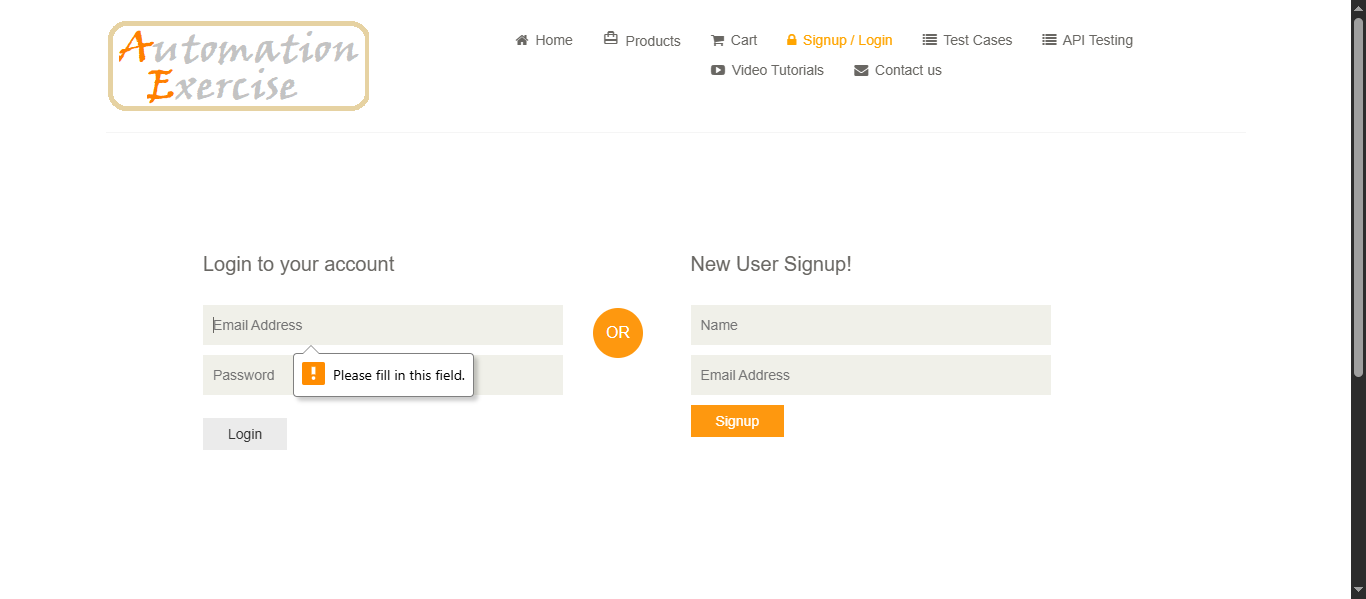 Automation
Exercise
Home
Products
Cart
Signup / Login
Test Cases
API Testing
Video Tutorials
Contact us
Login to your account
Email Address
Password
Please fill in this field.
Login
OR
New User Signup!
Name
Email Address
Signup